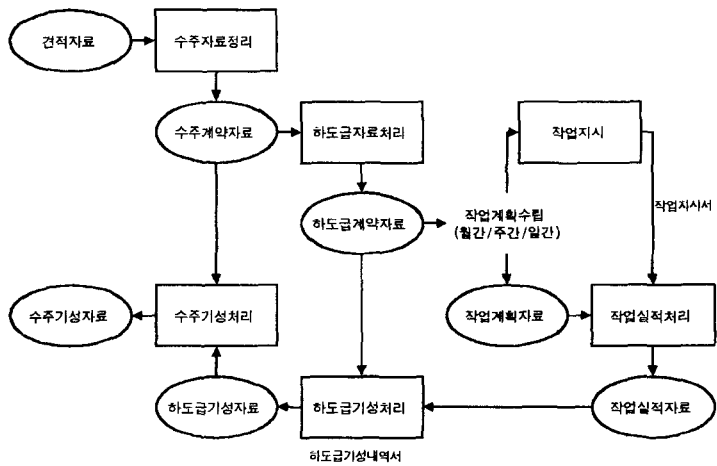 견적자료
수주자료정리
수주계약자료
하도급자료처리
작업지시
하도급계약자료
작업계획수립
(월간/주간/일간)
작업지시서
수주기성자료
수주기성처리
작업계획자료
작업실적처리
하도급기성자료
하도급기성처리
작업실적자료
하도급기성내역서